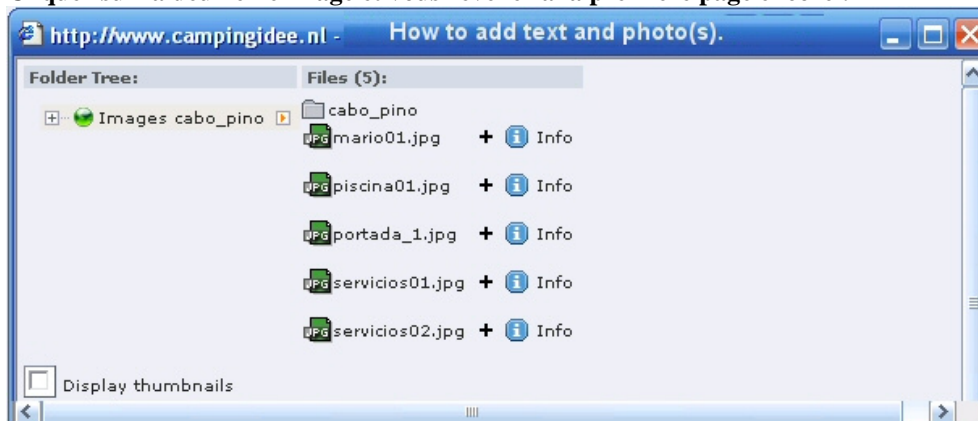 http://www.campingidee.nl - How to add text and photo(s).
Folder Tree: Files (5):
Images cabo_pino cabo_pino
mario01.jpg + Info
piscina01.jpg + Info
portada_1.jpg + Info
servicios01.jpg + Info
servicios02.jpg + Info
Display thumbnails